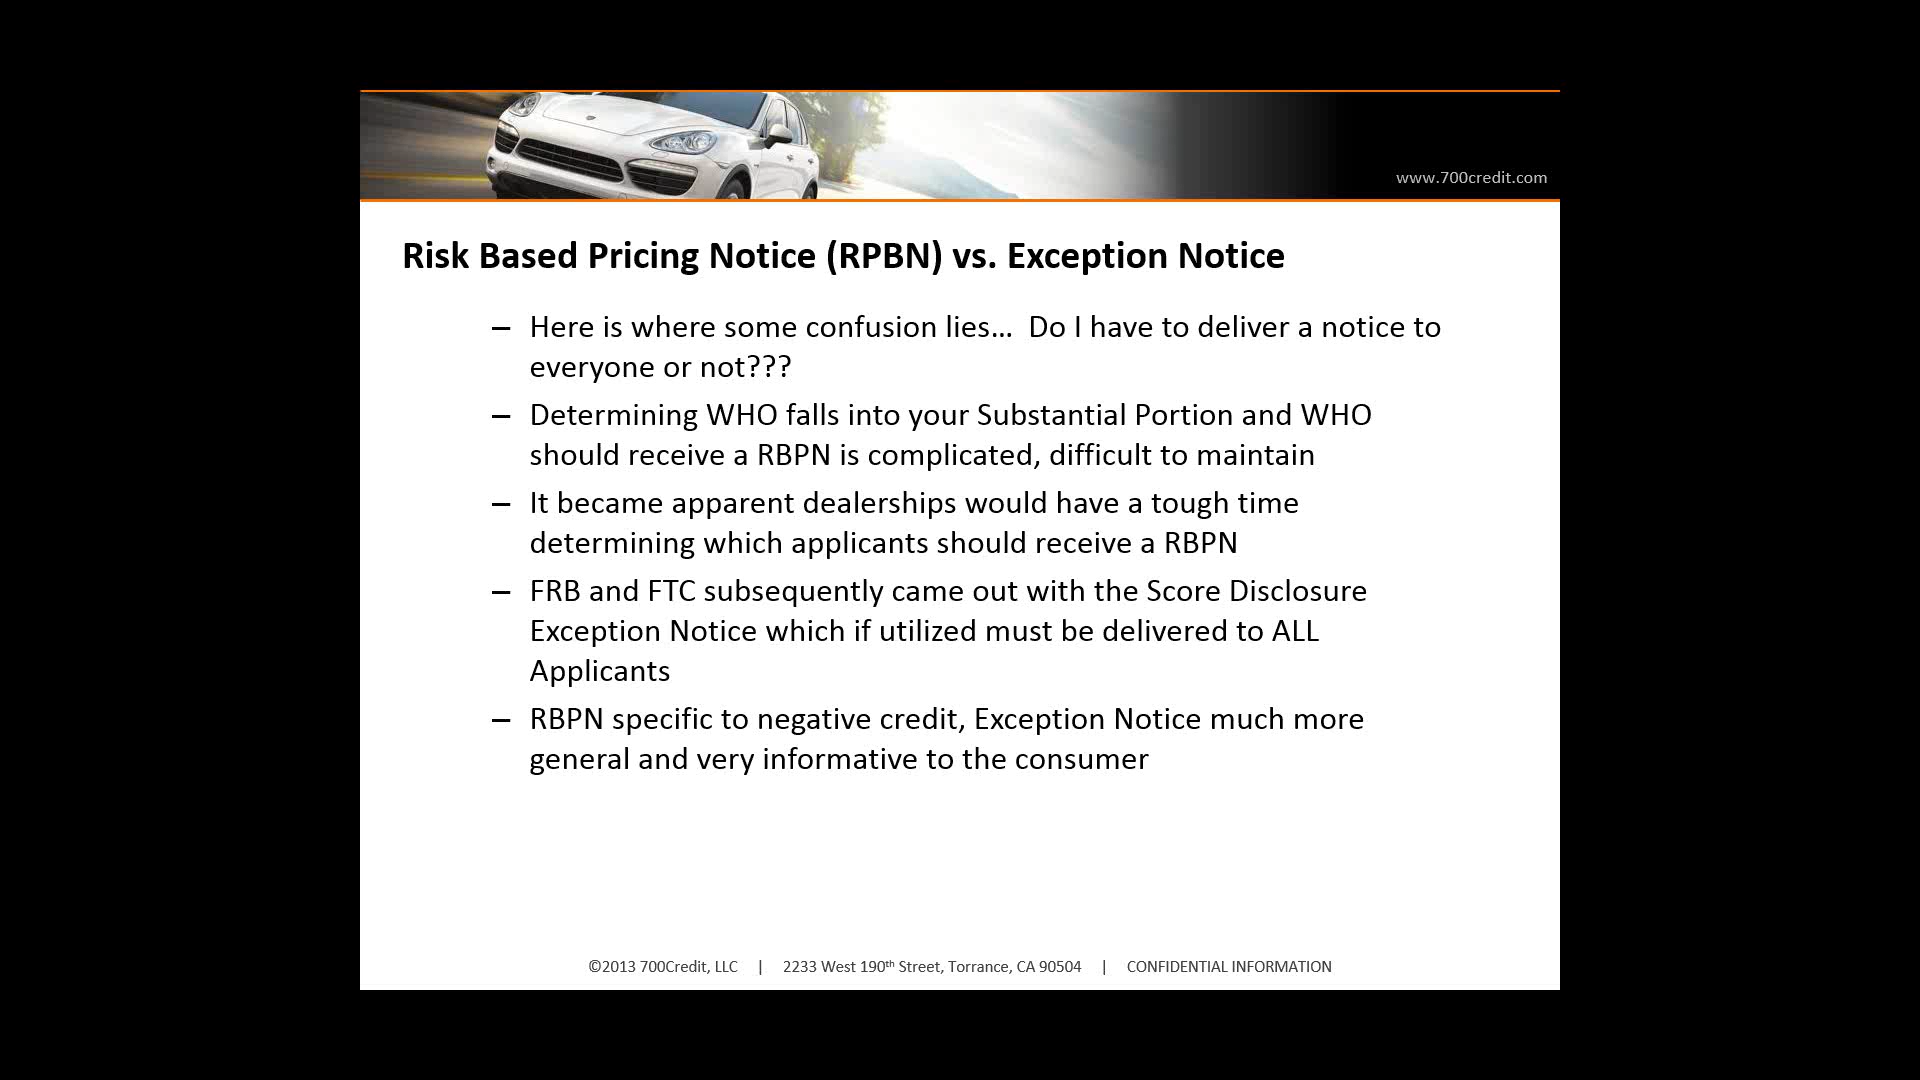 www.700credit.com
Risk Based Pricing Notice (RPBN) vs. Exception Notice
– Here is where some confusion lies… Do I have to deliver a notice to
everyone or not???
– Determining WHO falls into your Substantial Portion and WHO
should receive a RBPN is complicated, difficult to maintain
– It became apparent dealerships would have a tough time
determining which applicants should receive a RBPN
– FRB and FTC subsequently came out with the Score Disclosure
Exception Notice which if utilized must be delivered to ALL
Applicants
– RBPN specific to negative credit, Exception Notice much more
general and very informative to the consumer
©2013 700Credit, LLC | 2233 West 190th Street, Torrance, CA 90504 | CONFIDENTIAL INFORMATION